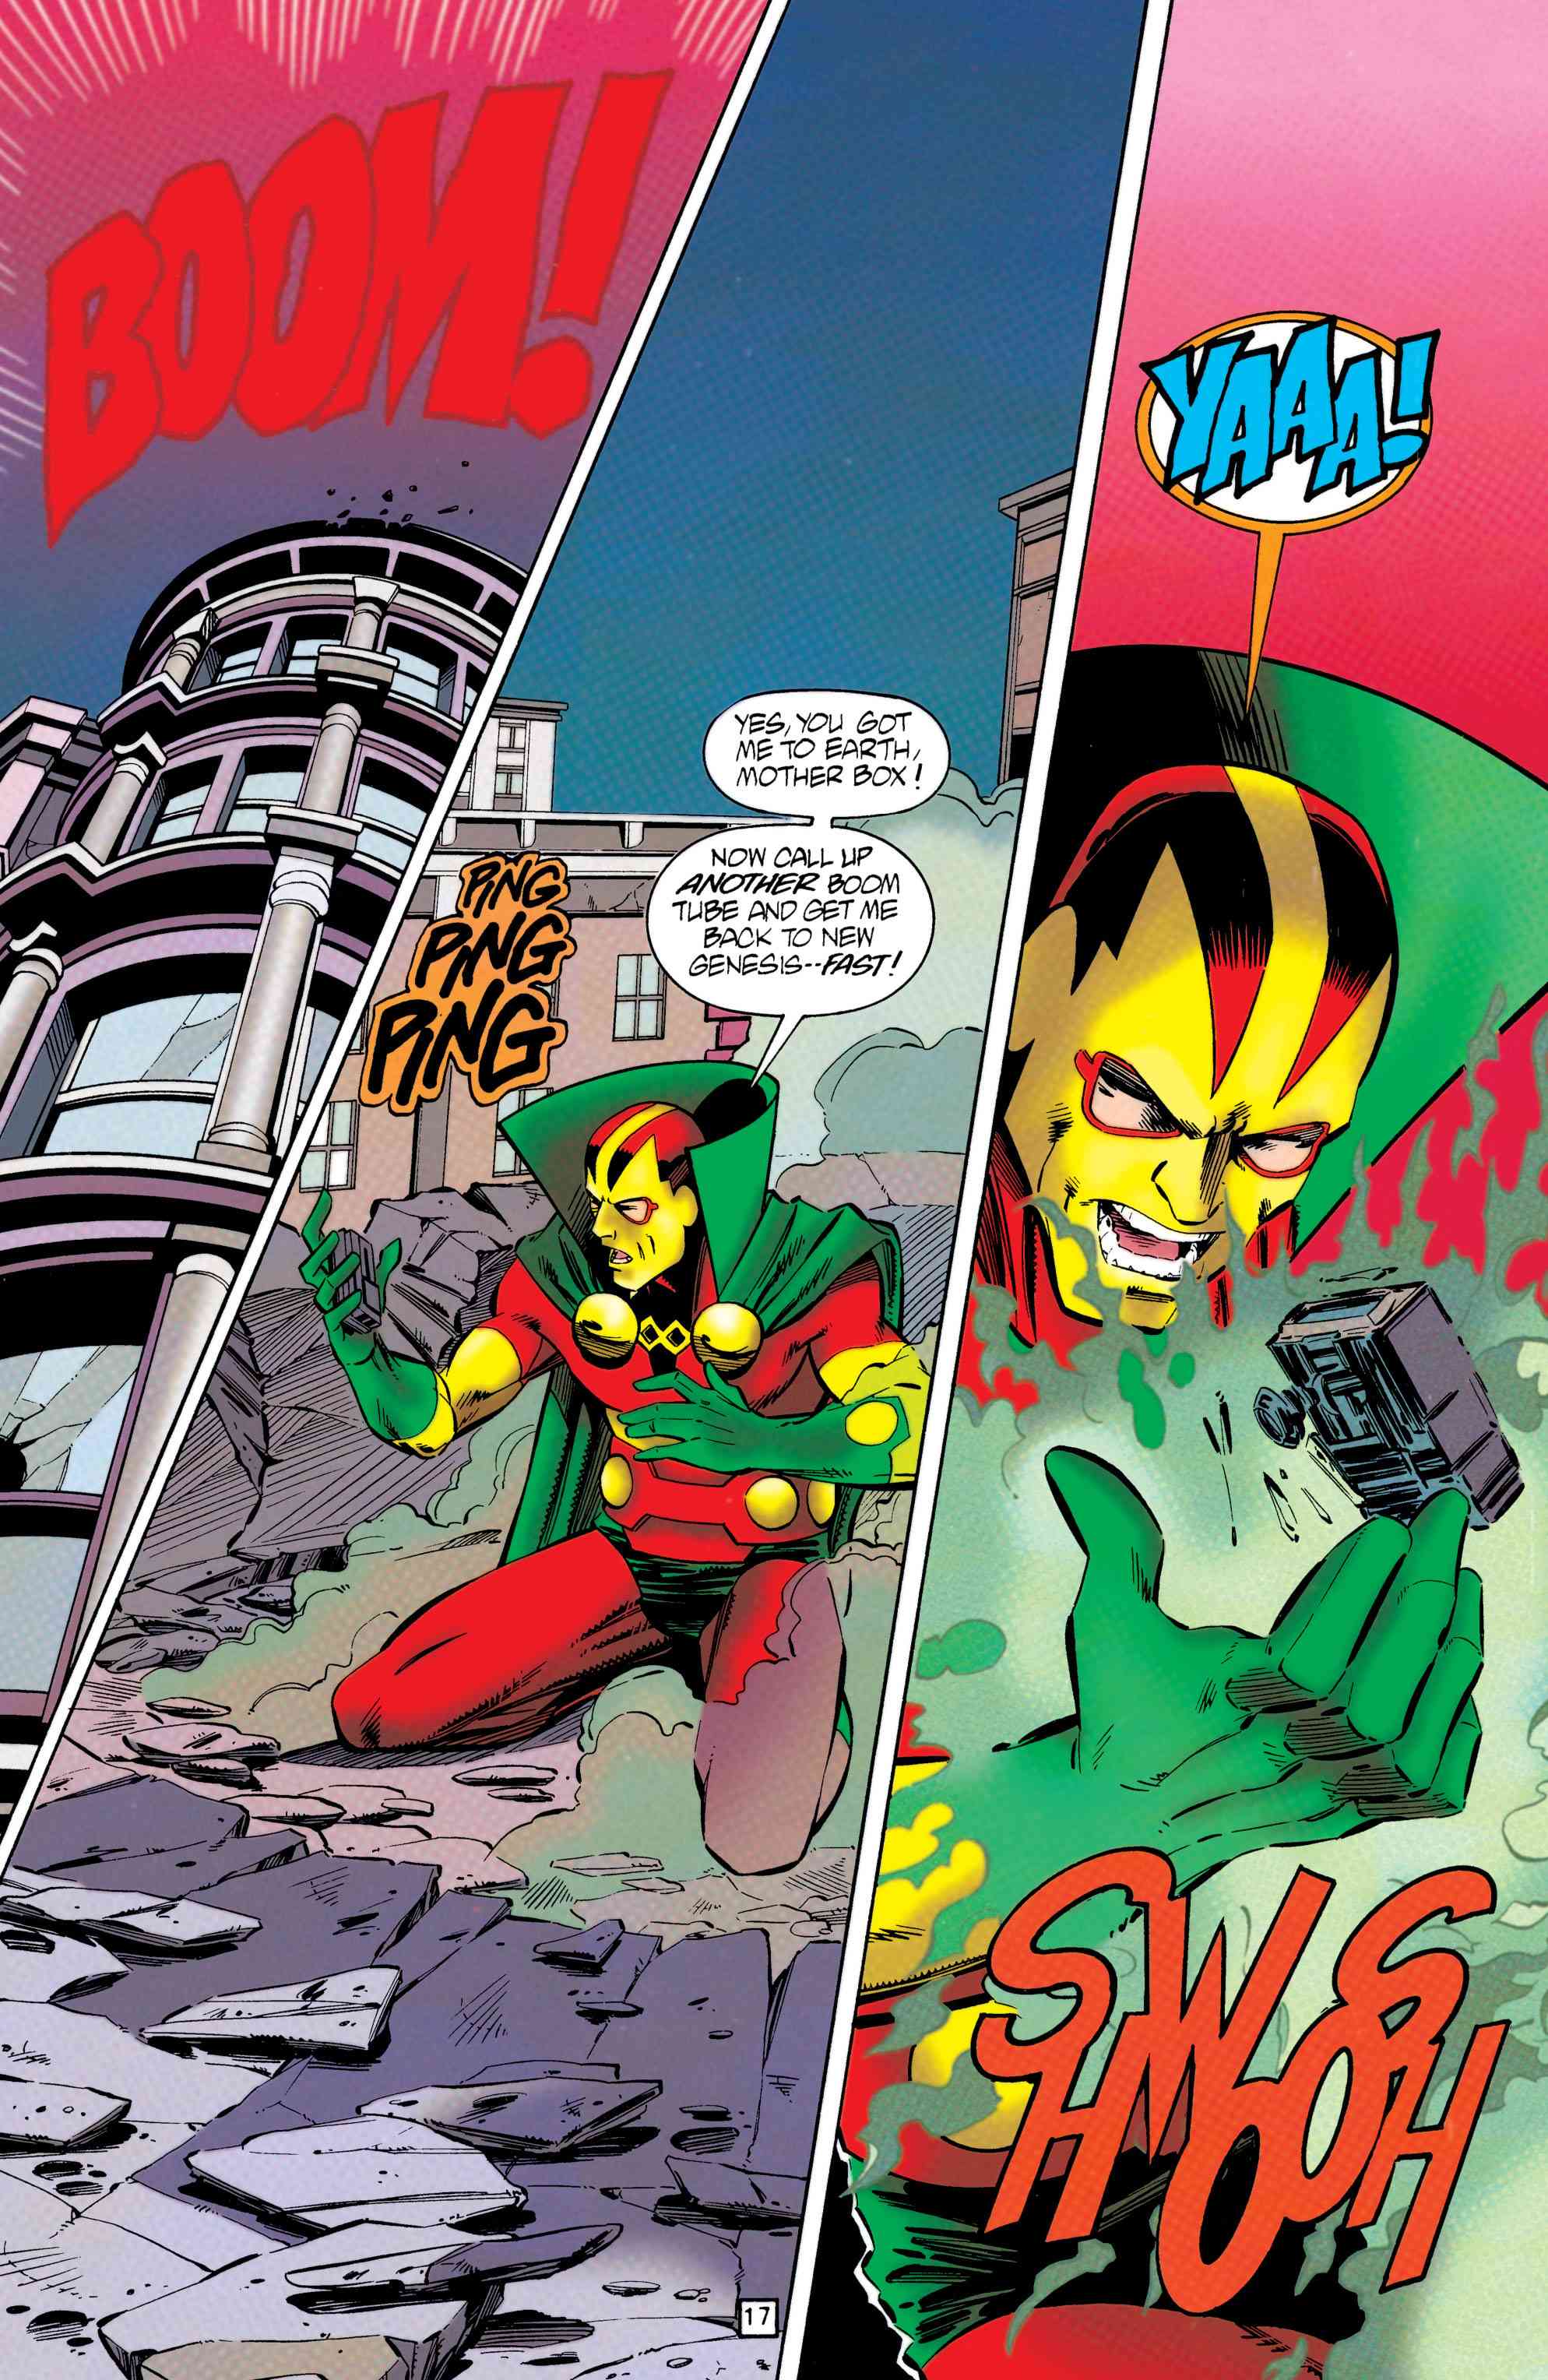 BOOM!
YES, YOU GOT
ME TO EARTH,
MOTHER BOX!
PING
PING
PING
NOW CALL UP
ANOTHER BOOM
TUBE AND GET ME
BACK TO NEW
GENESIS--FAST!
YAAA!
SWOOHMOOHH
17